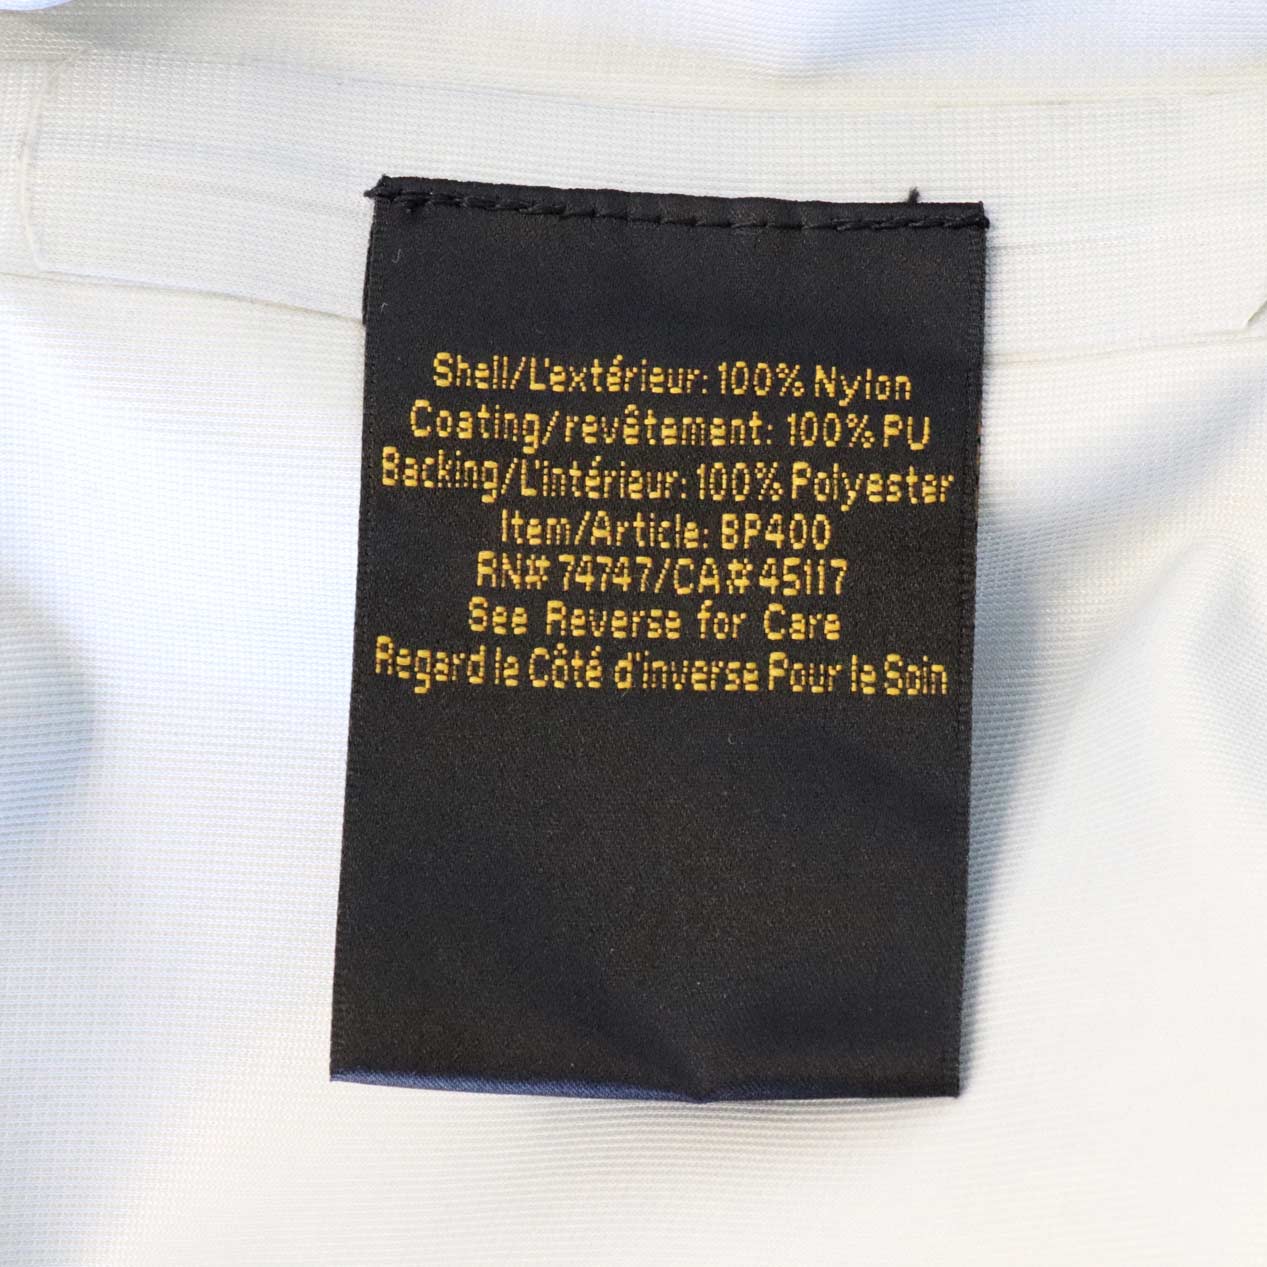 Shell/L'extérieur: 100% Nylon
Coating/revêtement: 100% PU
Backing/L'intérieur: 100% Polyester
Item/Article: BP400
RN# 74747/CA# 45117
See Reverse for Care
Regard le Côté d'inverse Pour le Soin